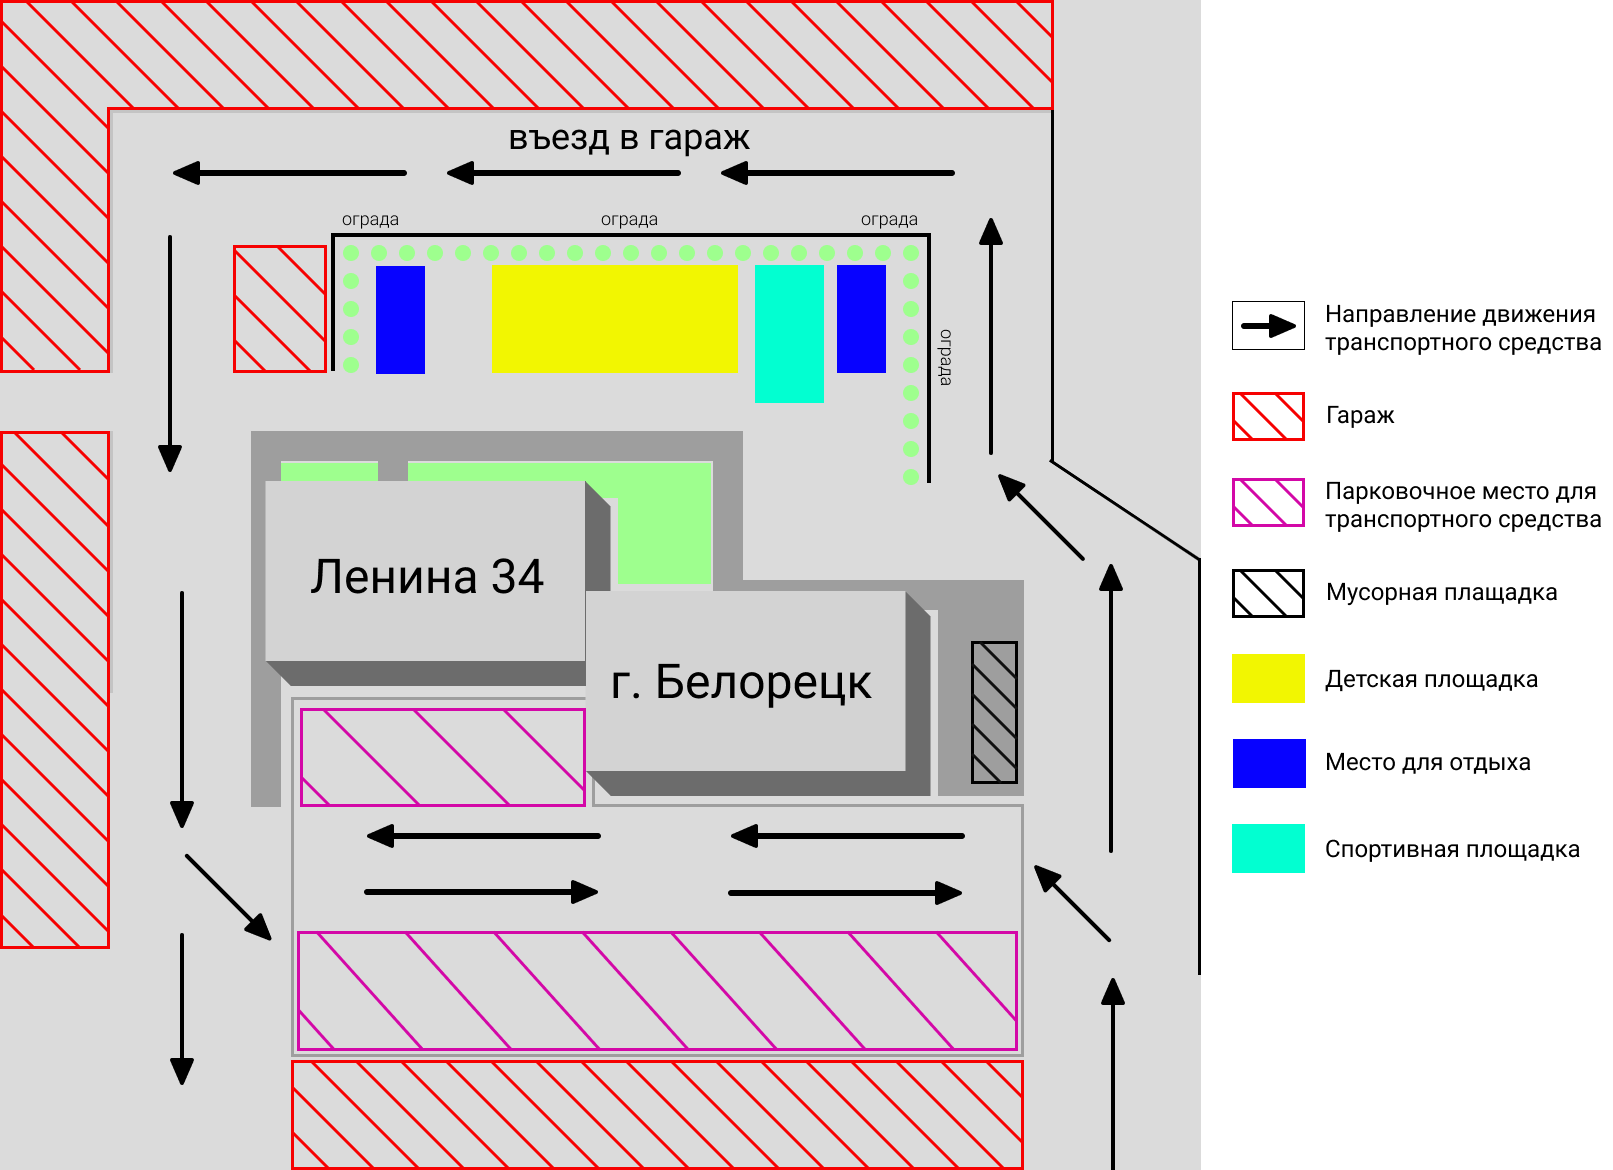 въезд в гараж
ограда
ограда
ограда
ограда
Ленина 34
г. Белорецк
Направление движения
транспортного средства
Гараж
Парковочное место для
транспортного средства
Мусорная плащадка
Детская площадка
Место для отдыха
Спортивная площадка